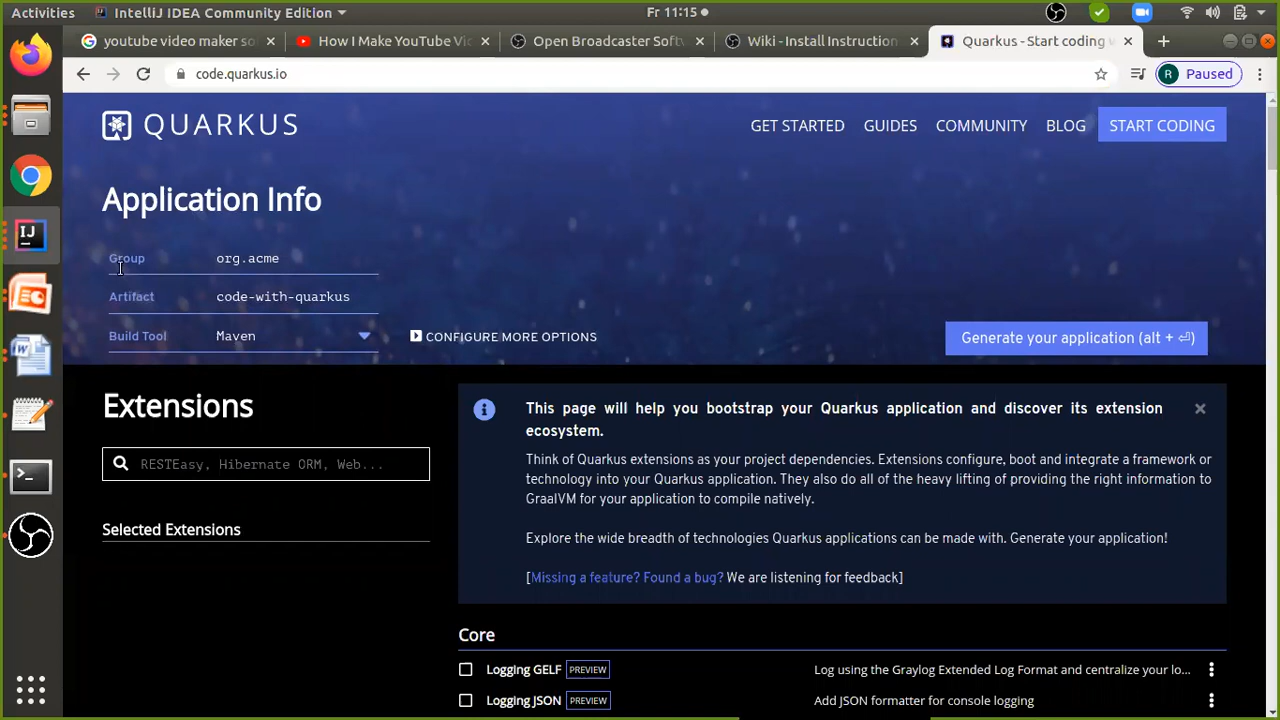 Activities IntelliJ IDEA Community Edition Fr 11:15
youtube video maker so How I Make YouTube Vid Open Broadcaster Softw Wiki - Install Instruction Quarkus - Start coding w
code.quarkus.io R Paused
QUARKUS GET STARTED GUIDES COMMUNITY BLOG START CODING
Application Info
Group org.acme
Artifact code-with-quarkus
Build Tool Maven CONFIGURE MORE OPTIONS Generate your application (alt + ⏎)
Extensions
RESTEasy, Hibernate ORM, Web...
Selected Extensions
This page will help you bootstrap your Quarkus application and discover its extension
ecosystem.
Think of Quarkus extensions as your project dependencies. Extensions configure, boot and integrate a framework or
technology into your Quarkus application. They also do all of the heavy lifting of providing the right information to
GraalVM for your application to compile natively.
Explore the wide breadth of technologies Quarkus applications can be made with. Generate your application!
[Missing a feature? Found a bug? We are listening for feedback]
Core
Logging GELF PREVIEW Log using the Graylog Extended Log Format and centralize your lo...
Logging JSON PREVIEW Add JSON formatter for console logging